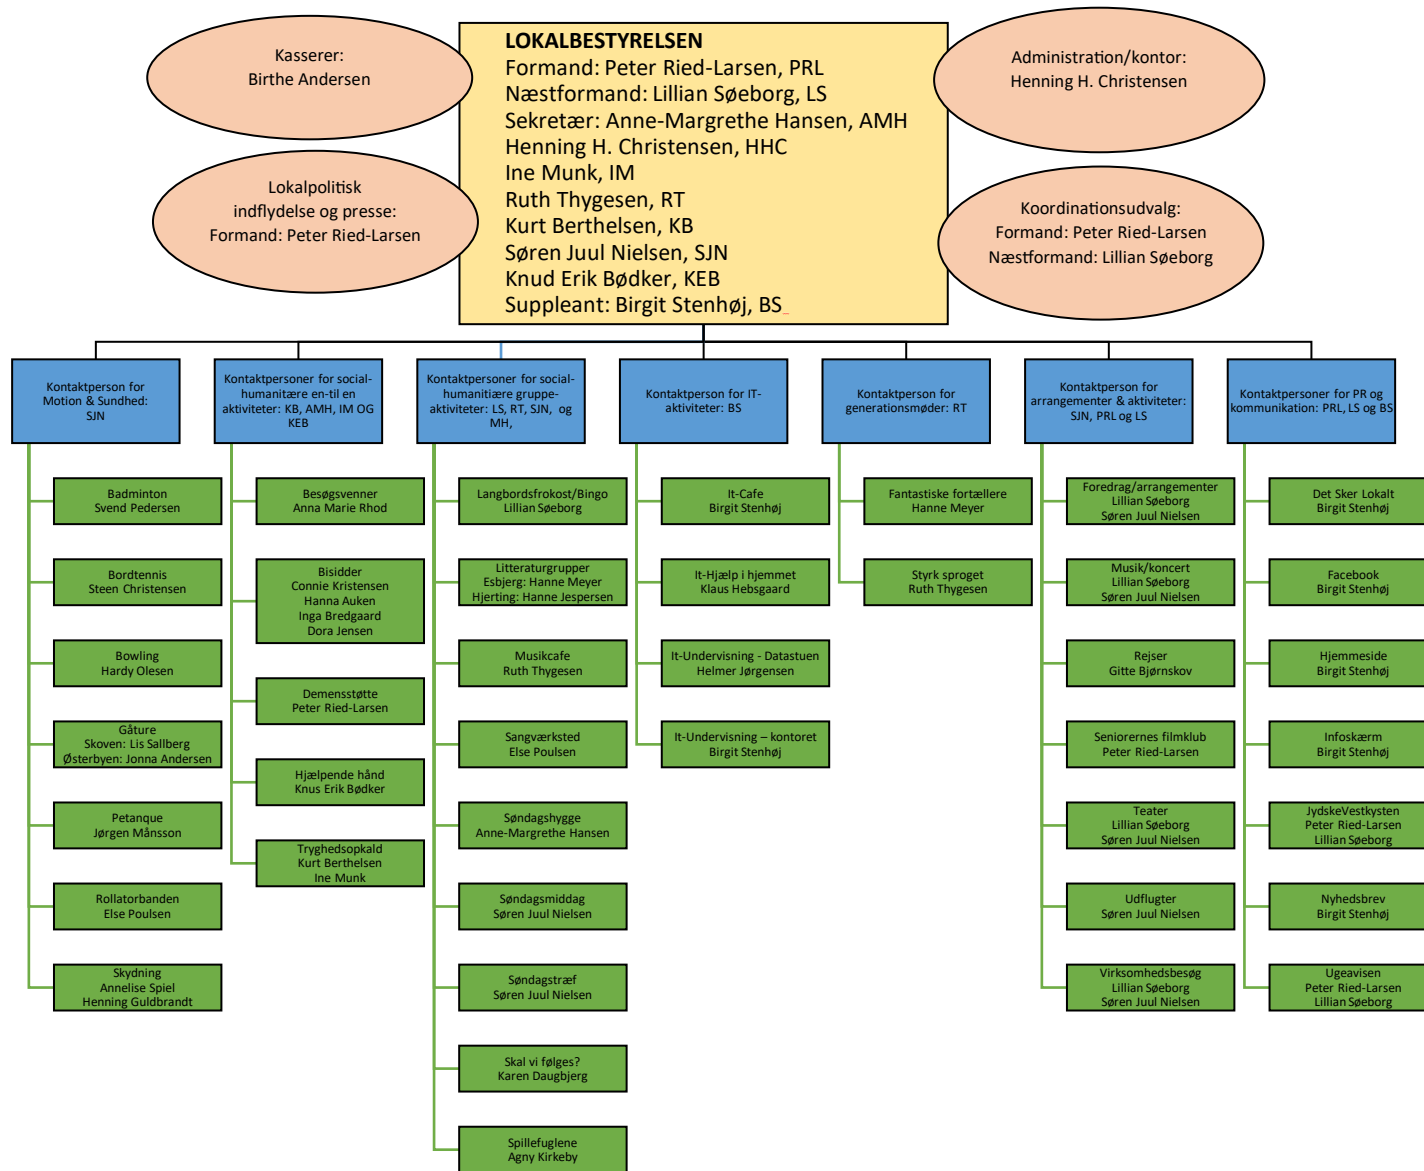 Kasserer:
Birthe Andersen
LOKALBESTYRELSEN
Formand: Peter Ried-Larsen, PRL
Næstformand: Lillian Søeborg, LS
Sekretær: Anne-Margrethe Hansen, AMH
Henning H. Christensen, HHC
Ine Munk, IM
Ruth Thygesen, RT
Kurt Berthelsen, KB
Søren Juul Nielsen, SJN
Knud Erik Bødker, KEB
Suppleant: Birgit Stenhøj, BS
Administration/kontor:
Henning H. Christensen
Lokalpolitisk
indflydelse og presse:
Formand: Peter Ried-Larsen
Koordinationsudvalg:
Formand: Peter Ried-Larsen
Næstformand: Lillian Søeborg
Kontaktperson for
Motion & Sundhed:
SJN
Badminton
Svend Pedersen
Bordtennis
Steen Christensen
Bowling
Hardy Olesen
Gåture
Skoven: Lis Sallberg
Østerbyen: Jonna Andersen
Petanque
Jørgen Månsson
Rollatorbanden
Else Poulsen
Skydning
Annelise Spiel
Henning Guldbrandt
Kontaktpersoner for social-
humanitære en-til en
aktiviteter: KB, AMH, IM OG
KEB
Besøgsvenner
Anna Marie Rhod
Bisidder
Connie Kristensen
Hanna Auken
Inga Bredgaard
Dora Jensen
Demensstøtte
Peter Ried-Larsen
Hjælpende hånd
Knus Erik Bødker
Tryghedsopkald
Kurt Berthelsen
Ine Munk
Kontaktpersoner for social-
humanitiære gruppe-
aktiviteter: LS, RT, SJN, og
MH,
Langbordsfrokost/Bingo
Lillian Søeborg
Litteraturgrupper
Esbjerg: Hanne Meyer
Hjerting: Hanne Jespersen
Musikcafe
Ruth Thygesen
Sangværksted
Else Poulsen
Søndagshygge
Anne-Margrethe Hansen
Søndagsmiddag
Søren Juul Nielsen
Søndagstræf
Søren Juul Nielsen
Skal vi følges?
Karen Daugbjerg
Spillefuglene
Agny Kirkeby
Kontaktperson for IT-
aktiviteter: BS
It-Cafe
Birgit Stenhøj
It-Hjælp i hjemmet
Klaus Hebsgaard
It-Undervisning - Datastuen
Helmer Jørgensen
It-Undervisning – kontoret
Birgit Stenhøj
Kontaktperson for
generationsmøder: RT
Fantastiske fortællere
Hanne Meyer
Styrk sproget
Ruth Thygesen
Kontaktperson for
arrangementer & aktiviteter:
SJN, PRL og LS
Foredrag/arrangementer
Lillian Søeborg
Søren Juul Nielsen
Musik/koncert
Lillian Søeborg
Søren Juul Nielsen
Rejser
Gitte Bjørnskov
Seniorernes filmklub
Peter Ried-Larsen
Teater
Lillian Søeborg
Søren Juul Nielsen
Udflugter
Søren Juul Nielsen
Virksomhedsbesøg
Lillian Søeborg
Søren Juul Nielsen
Kontaktpersoner for PR og
kommunikation: PRL, LS og BS
Det Sker Lokalt
Birgit Stenhøj
Facebook
Birgit Stenhøj
Hjemmeside
Birgit Stenhøj
Infoskærm
Birgit Stenhøj
JydskeVestkysten
Peter Ried-Larsen
Lillian Søeborg
Nyhedsbrev
Birgit Stenhøj
Ugeavisen
Peter Ried-Larsen
Lillian Søeborg